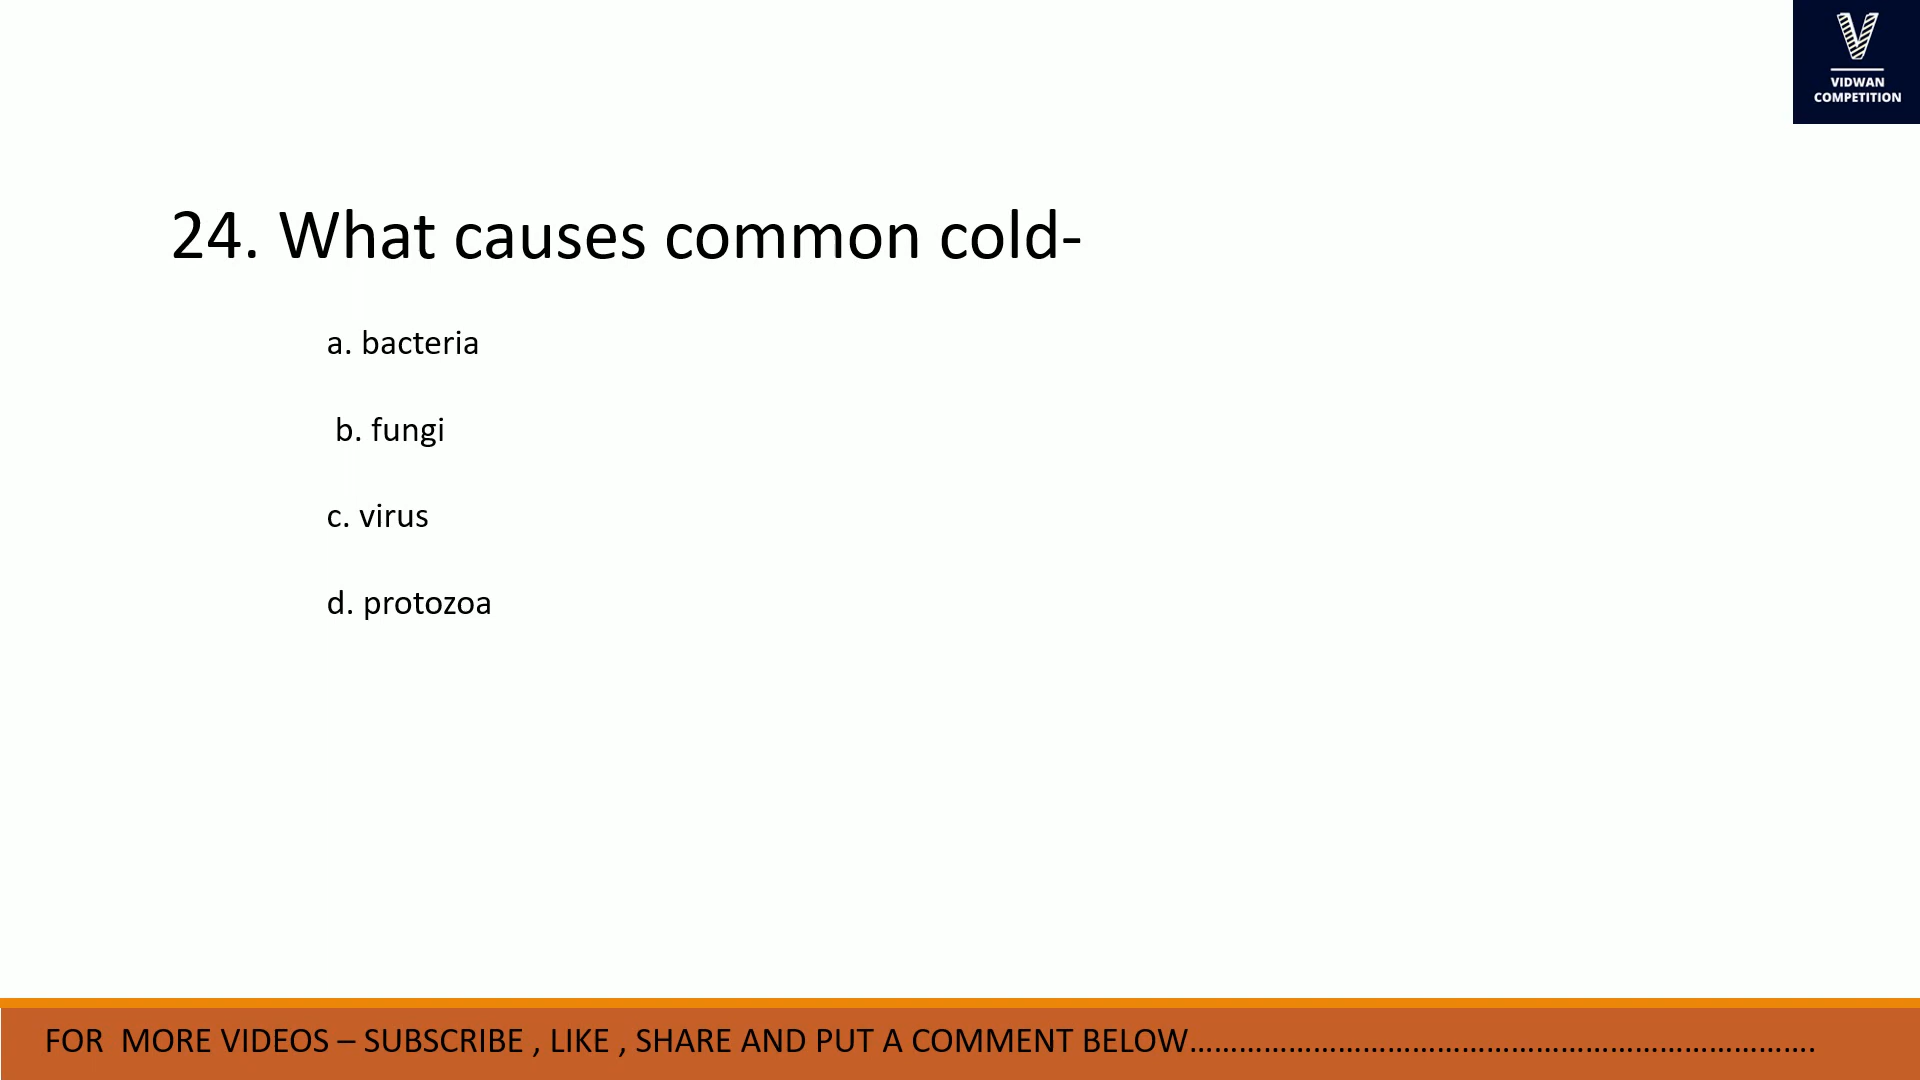 V
VIDWAN
COMPETITION
24. What causes common cold-
a. bacteria
b. fungi
c. virus
d. protozoa
FOR MORE VIDEOS – SUBSCRIBE , LIKE , SHARE AND PUT A COMMENT BELOW…………………………………………………………………….